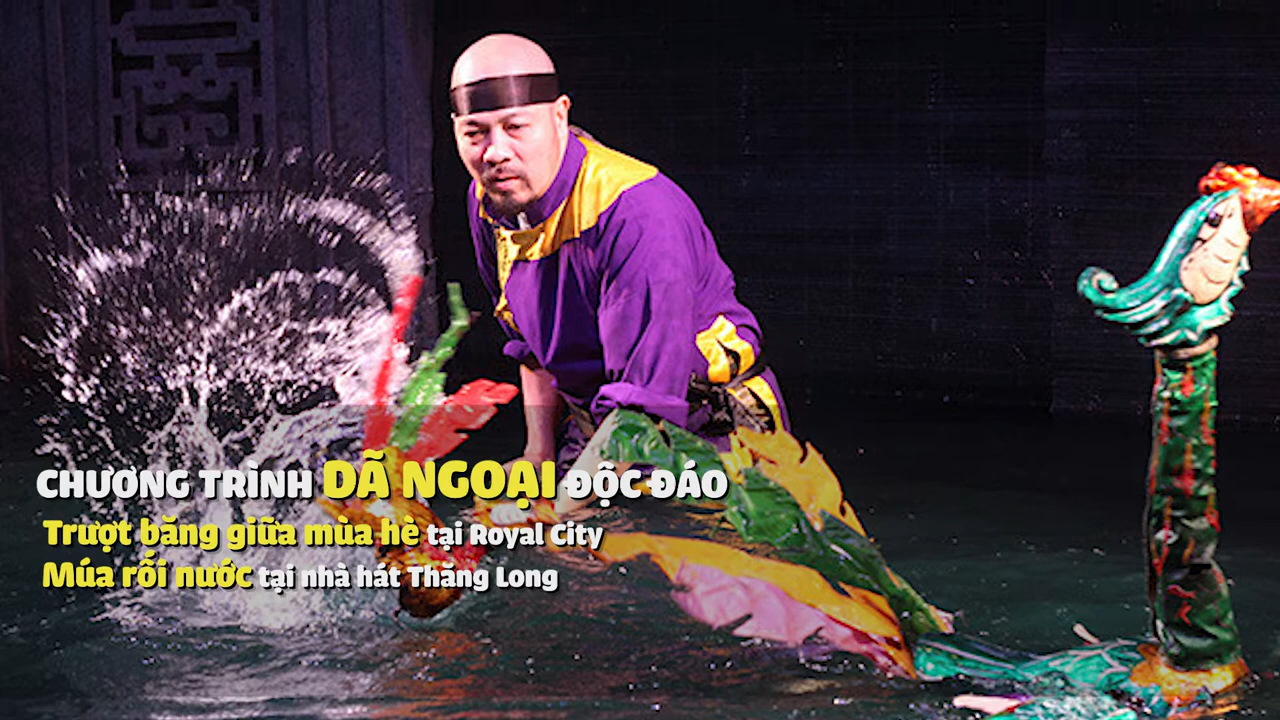 CHƯƠNG TRÌNH DÃ NGOẠI ĐỘC ĐÁO
Trượt băng giữa mùa hè tại Royal City
Múa rối nước tại nhà hát Thăng Long